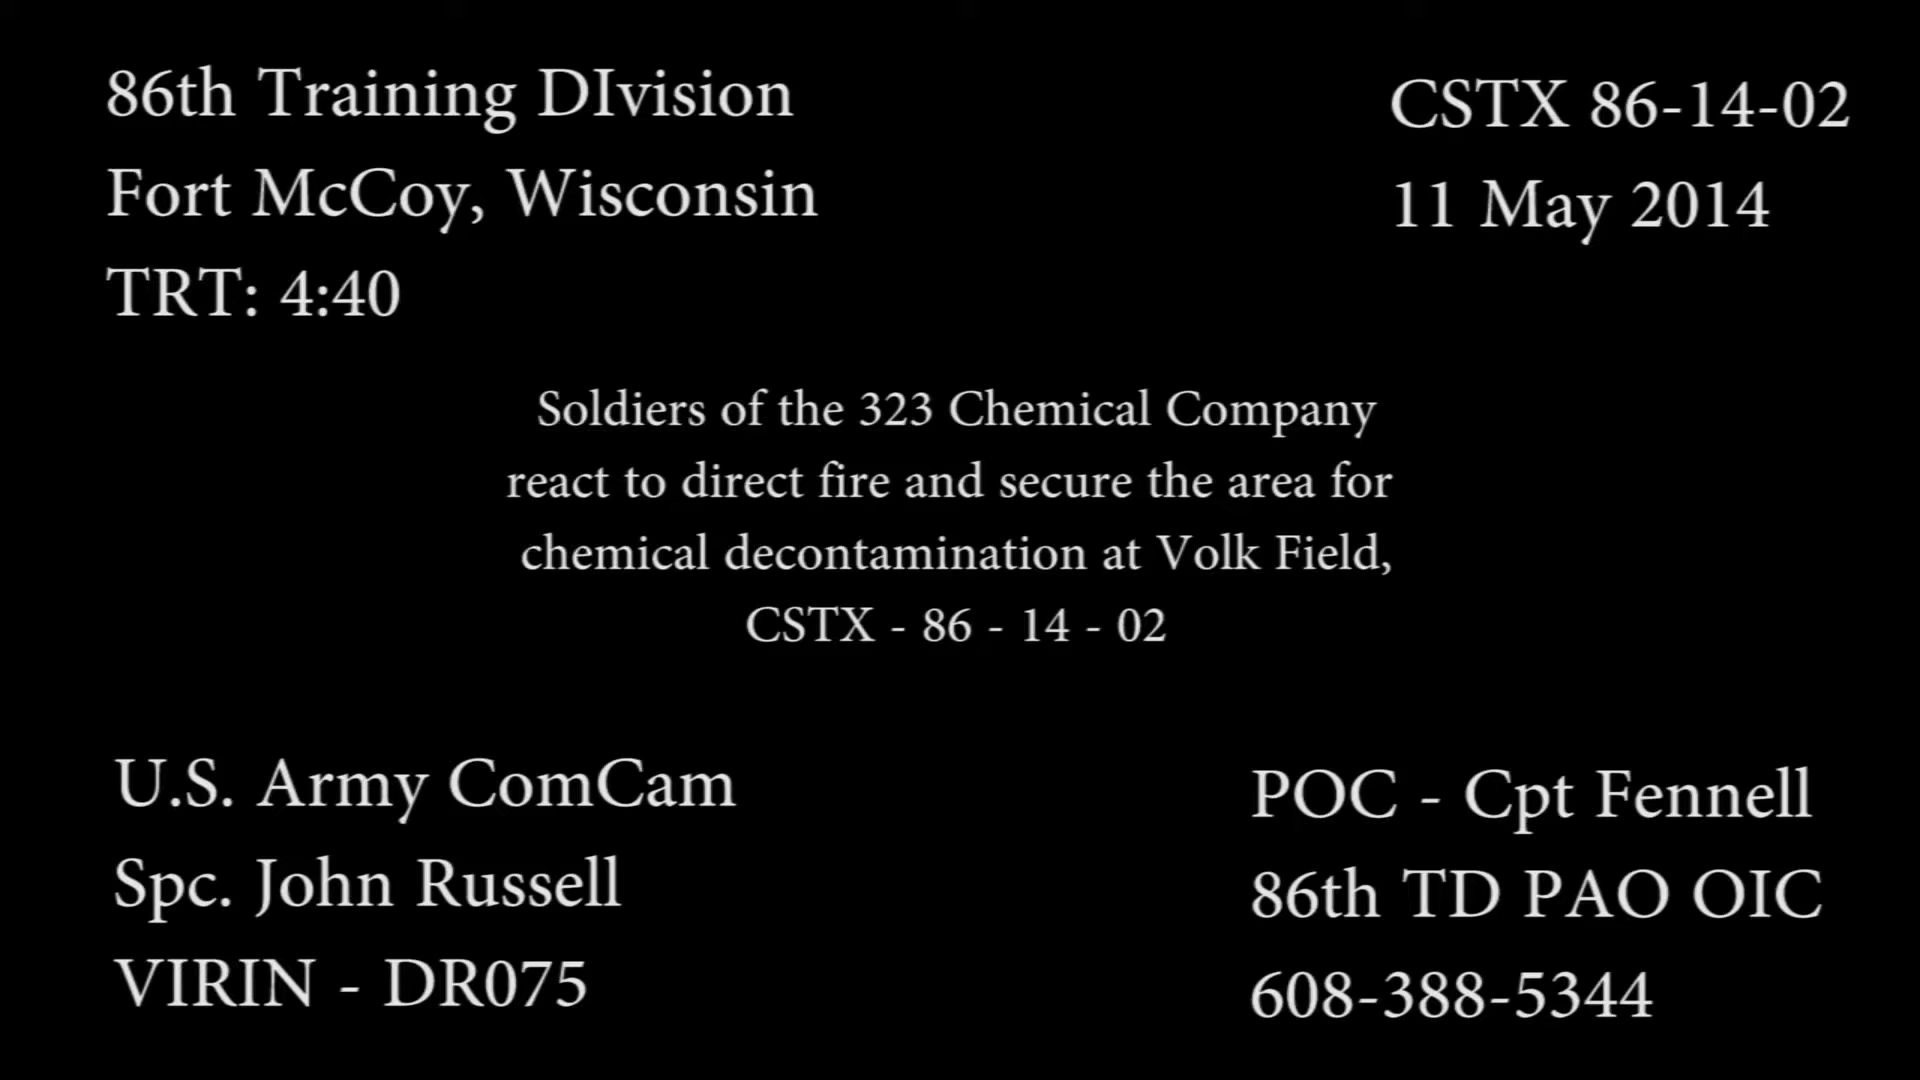 86th Training DIvision
Fort McCoy, Wisconsin
TRT: 4:40
CSTX 86-14-02
11 May 2014
Soldiers of the 323 Chemical Company
react to direct fire and secure the area for
chemical decontamination at Volk Field,
CSTX - 86 - 14 - 02
U.S. Army ComCam
Spc. John Russell
VIRIN - DR075
POC - Cpt Fennell
86th TD PAO OIC
608-388-5344